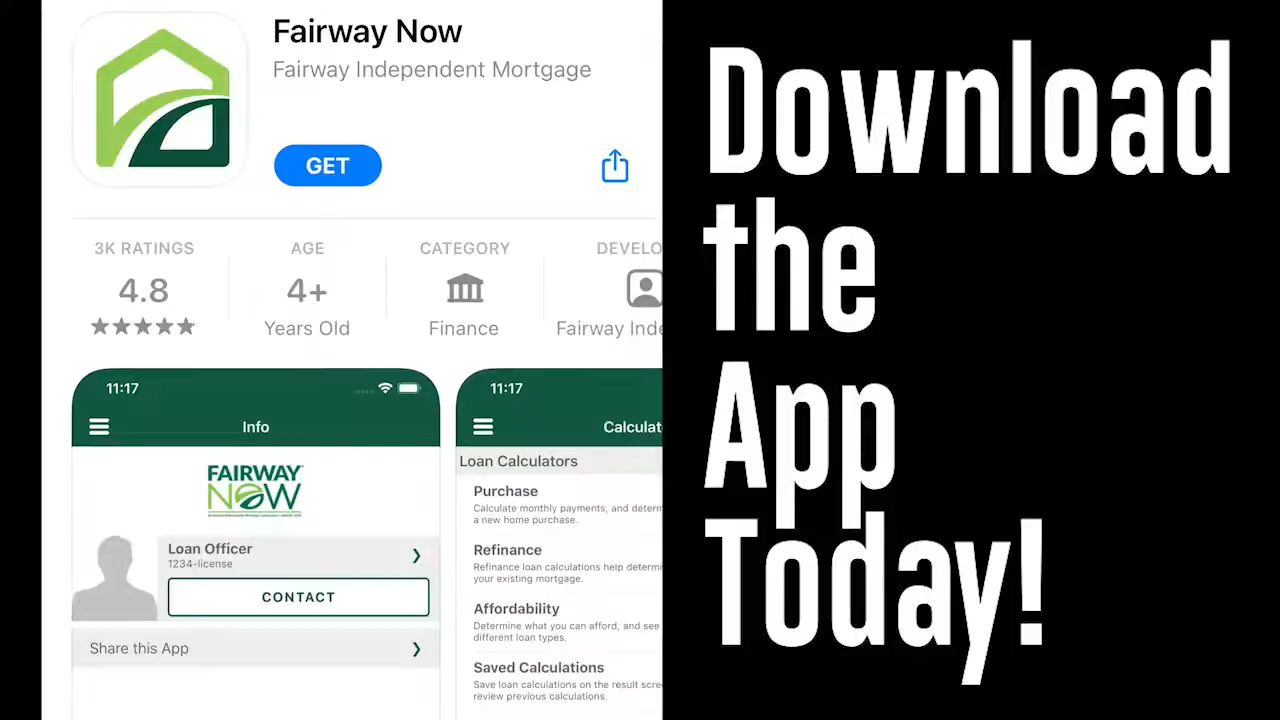 Fairway Now
Fairway Independent Mortgage
GET
3K RATINGS
4.8
AGE
4+
Years Old
CATEGORY
Finance
DEVELO
Fairway Inde
11:17
Info
FAIRWAY
NOW
Loan Officer
1234-license
CONTACT
Share this App
11:17
Calculat
Loan Calculators
Purchase
Calculate monthly payments, and determ
a new home purchase.
Refinance
Refinance loan calculations help determi
your existing mortgage.
Affordability
Determine what you can afford, and see
different loan types.
Saved Calculations
Save loan calculations on the result scre
review previous calculations.
Download
the
App
Today!